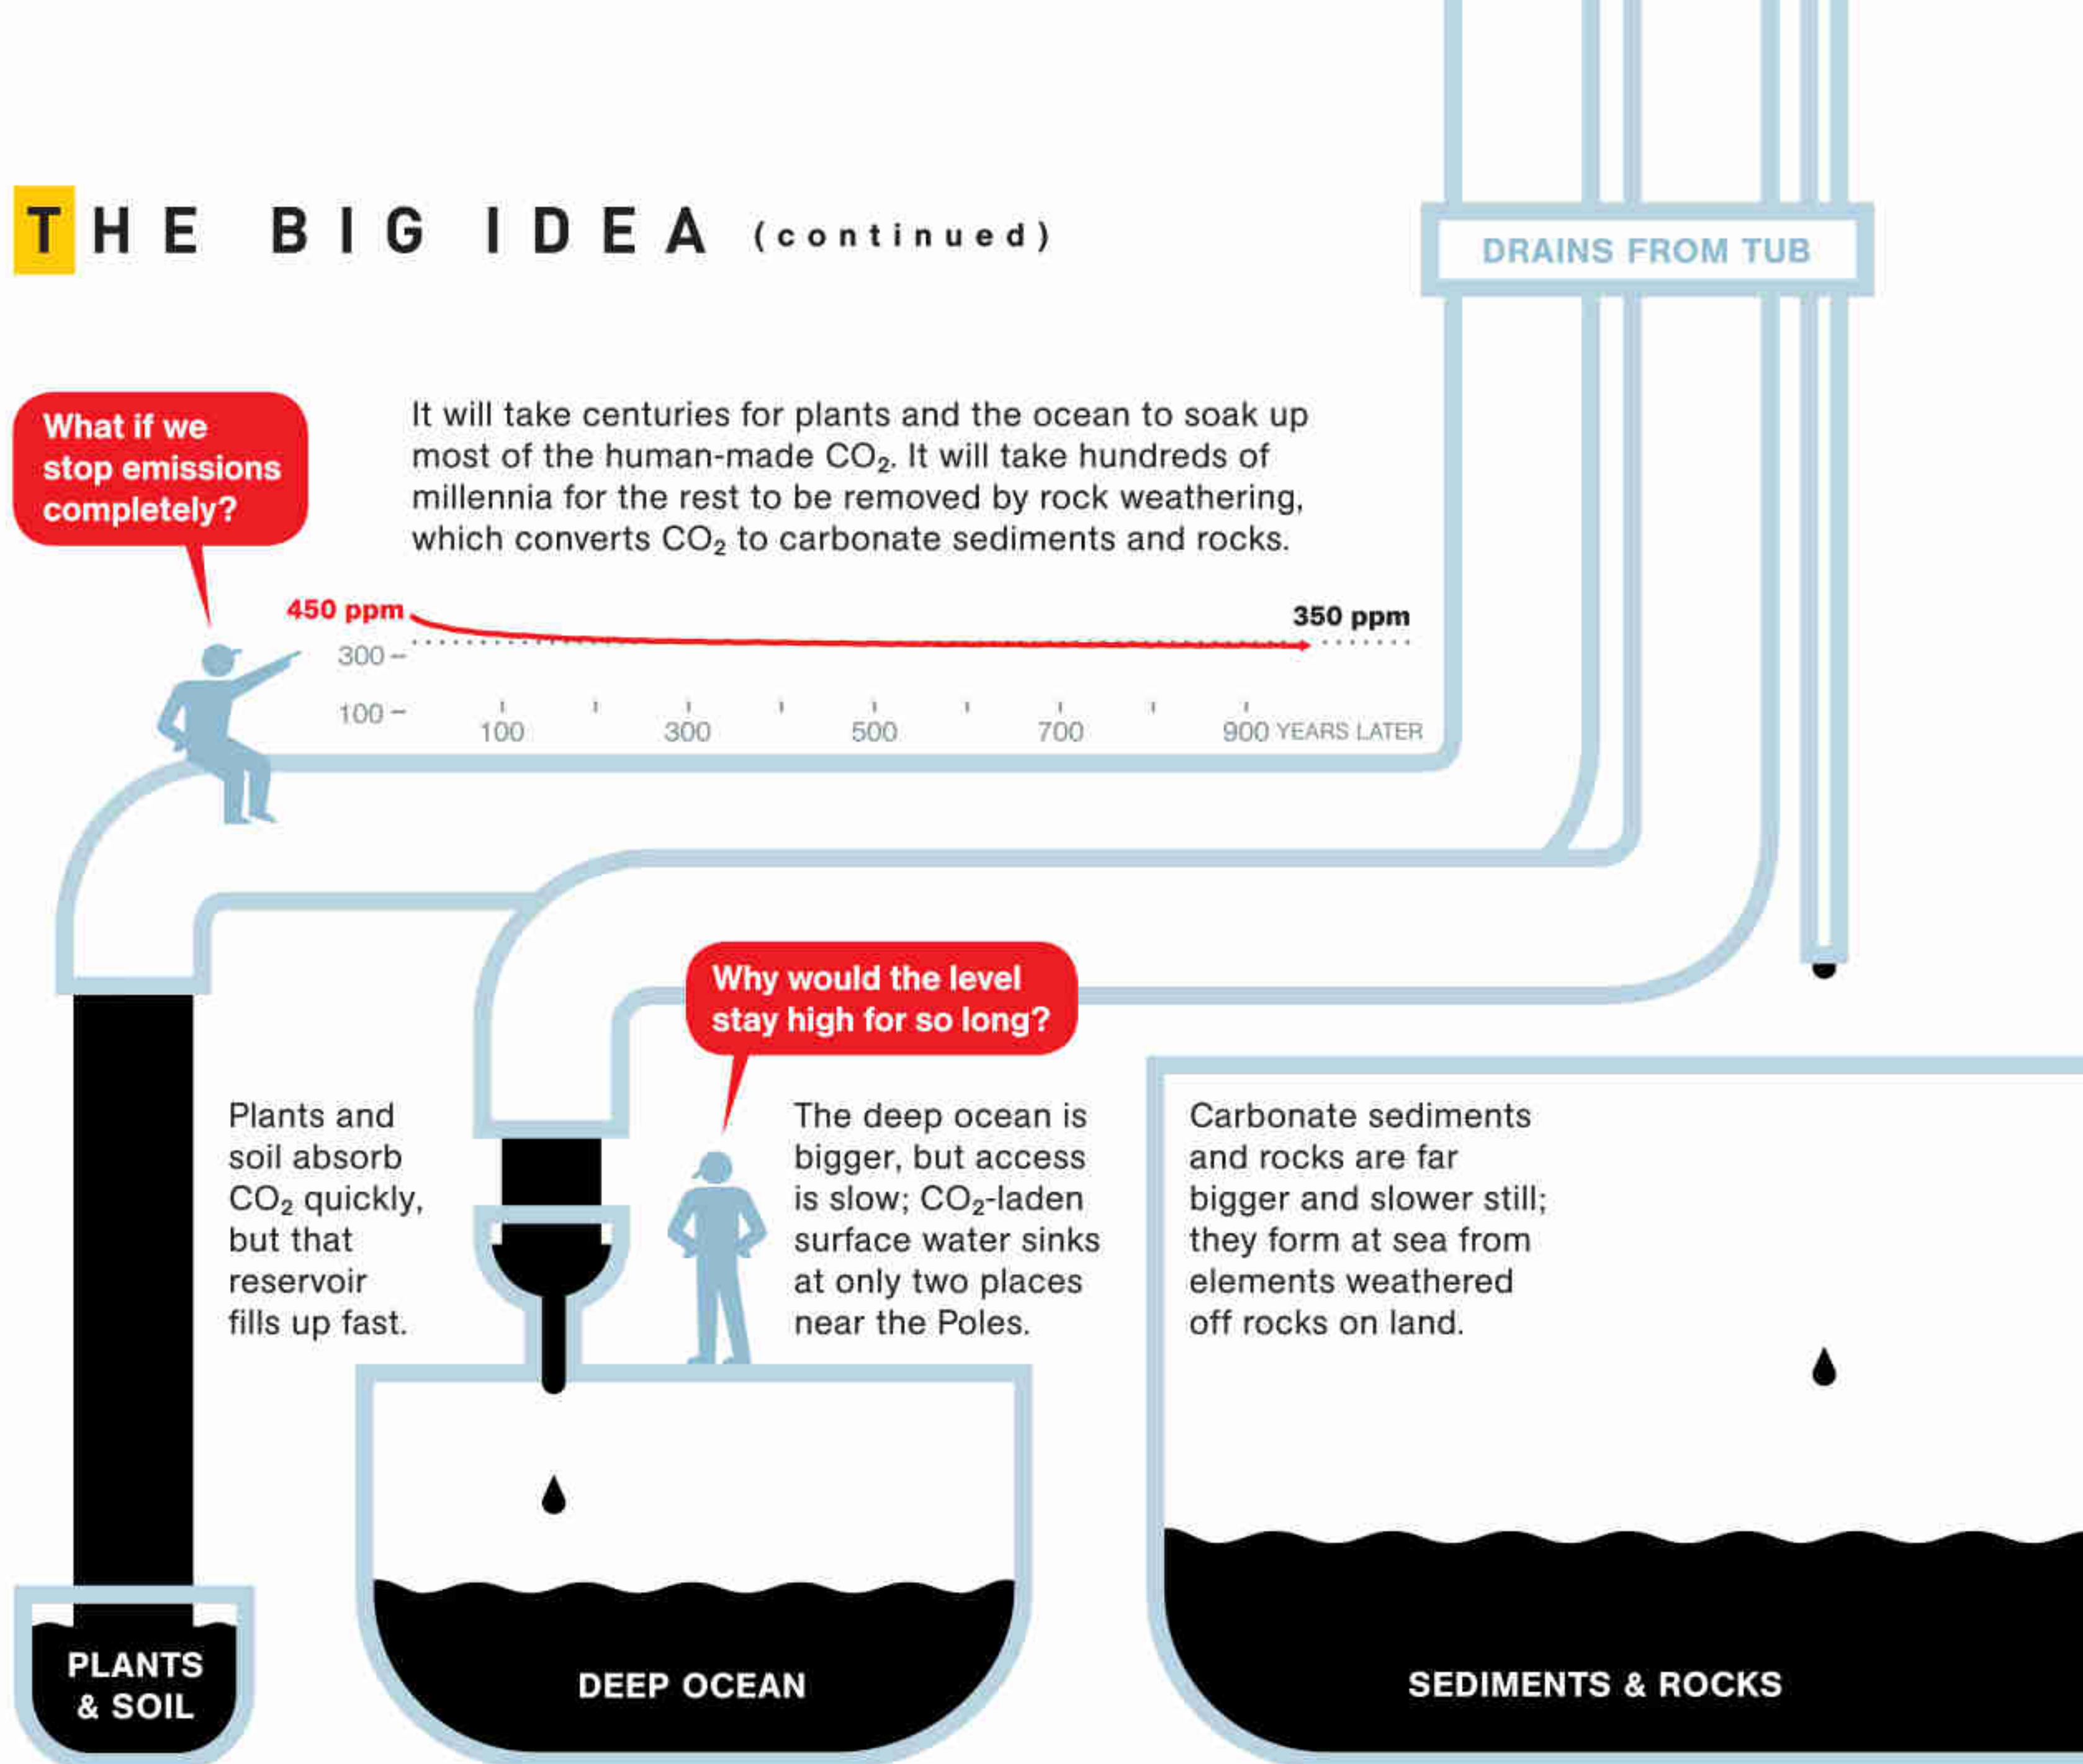 THE BIG IDEA (continued)
DRAINS FROM TUB
What if we
stop emissions
completely?
It will take centuries for plants and the ocean to soak up
most of the human-made CO₂. It will take hundreds of
millennia for the rest to be removed by rock weathering,
which converts CO₂ to carbonate sediments and rocks.
450 ppm
350 ppm
300
100
100 300 500 700 900 YEARS LATER
Why would the level
stay high for so long?
Plants and
soil absorb
CO₂ quickly,
but that
reservoir
fills up fast.
The deep ocean is
bigger, but access
is slow; CO₂-laden
surface water sinks
at only two places
near the Poles.
Carbonate sediments
and rocks are far
bigger and slower still;
they form at sea from
elements weathered
off rocks on land.
PLANTS
& SOIL
DEEP OCEAN
SEDIMENTS & ROCKS